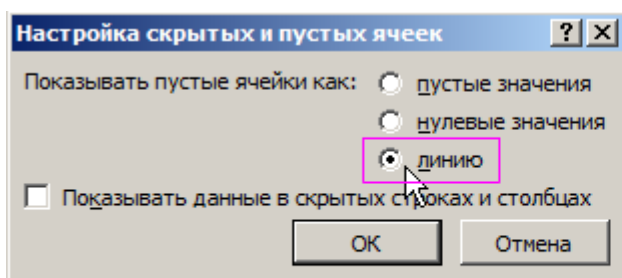 Настройка скрытых и пустых ячеек
Показывать пустые ячейки как: пустые значения
нулевые значения
линию
Показывать данные в скрытых строках и столбцах
ОК Отмена